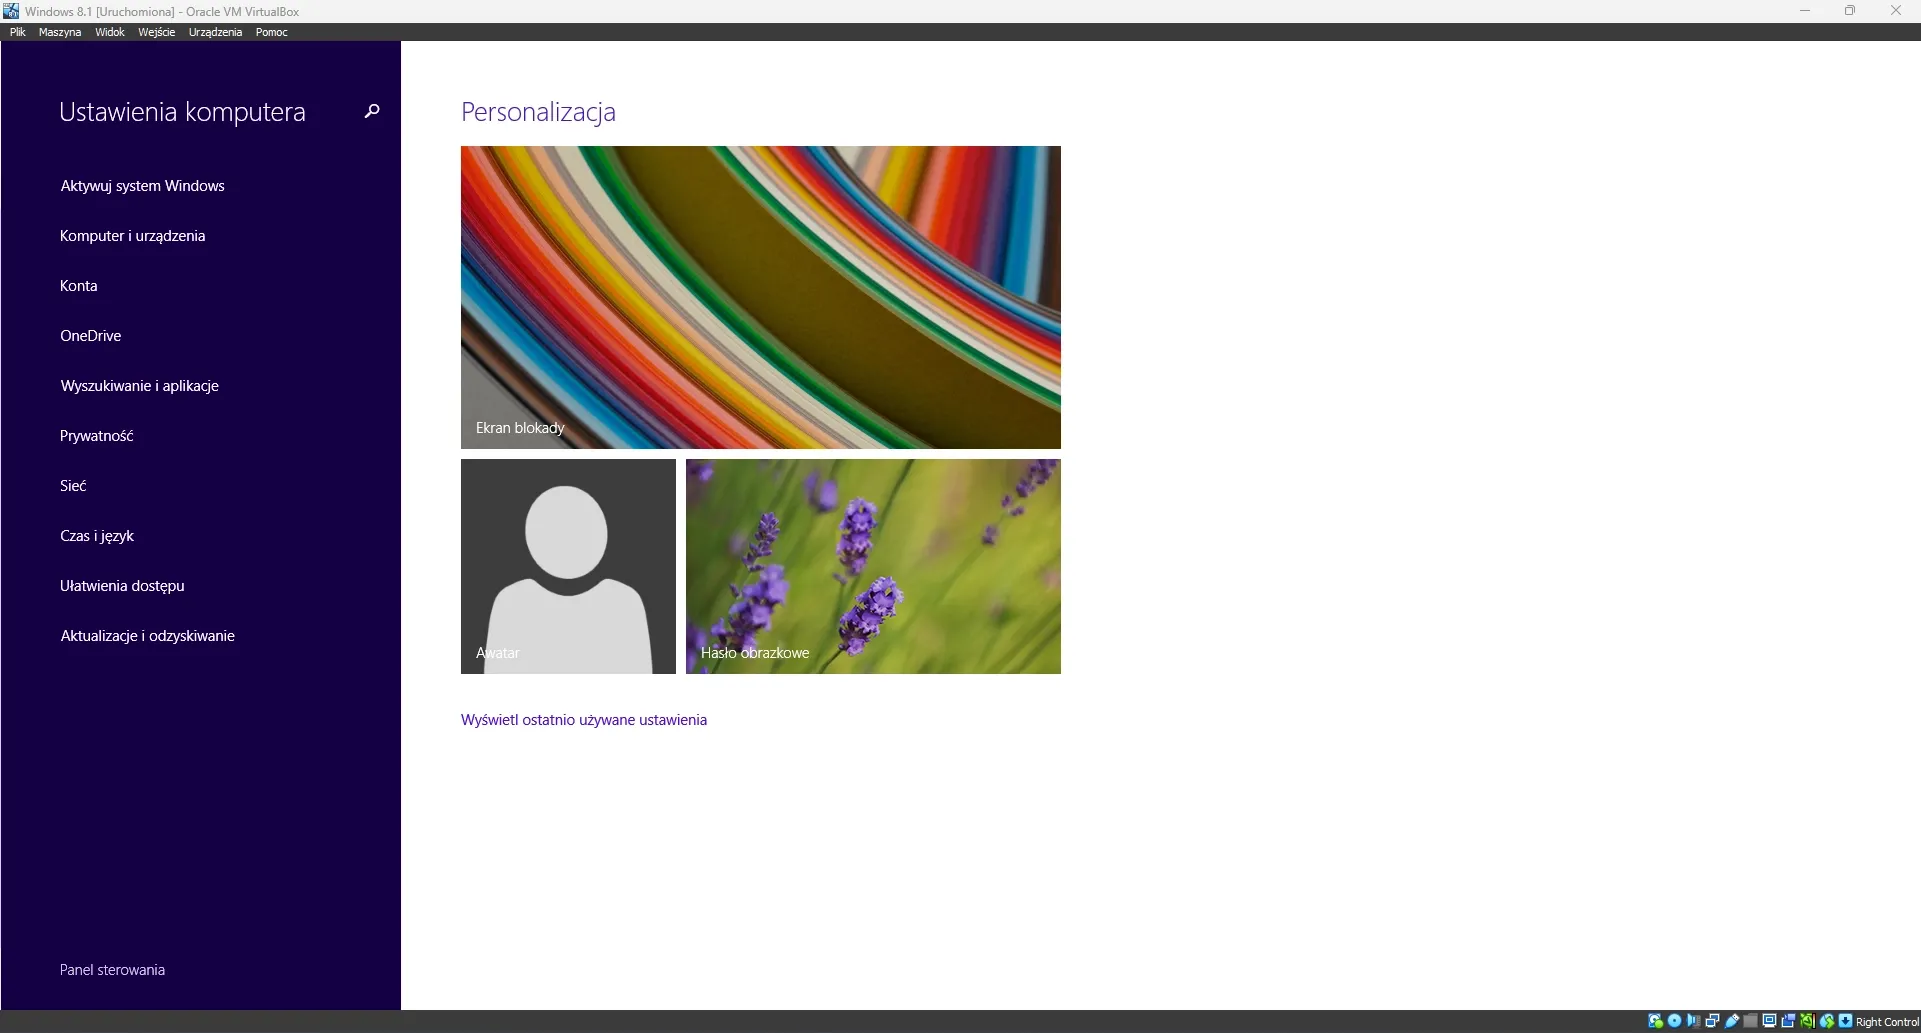 Windows 8.1 [Uruchomiona] - Oracle VM VirtualBox
Plik Maszyna Widok Wejście Urządzenia Pomoc
Ustawienia komputera
Aktywuj system Windows
Komputer i urządzenia
Konta
OneDrive
Wyszukiwanie i aplikacje
Prywatność
Sieć
Czas i język
Ułatwienia dostępu
Aktualizacje i odzyskiwanie
Panel sterowania
Personalizacja
Ekran blokady
Awatar
Hasło obrazkowe
Wyświetl ostatnio używane ustawienia
Right Control